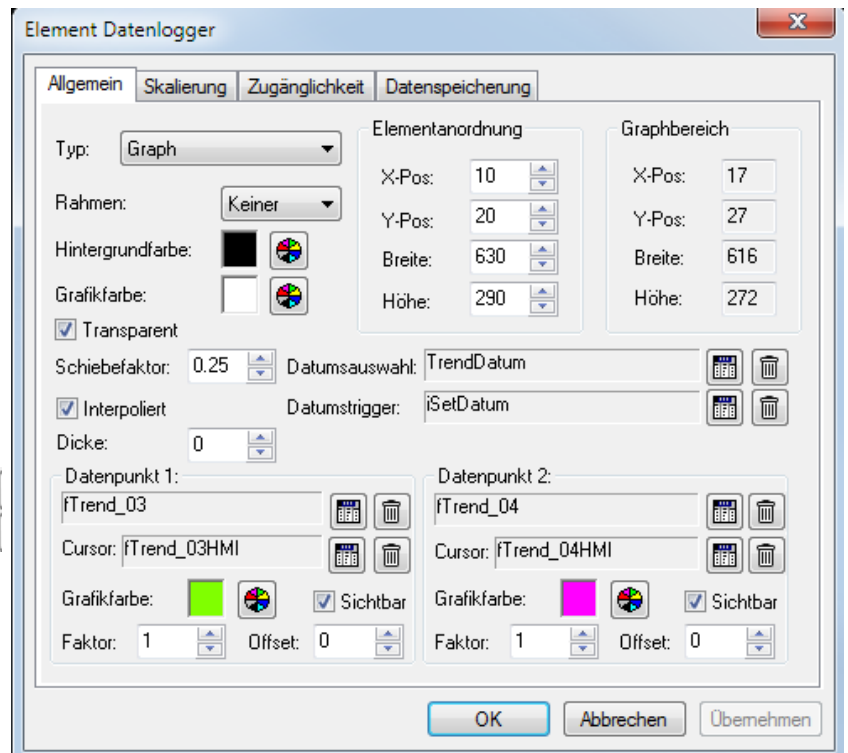 Element Datenlogger
Allgemein Skalierung Zugänglichkeit Datenspeicherung
Typ: Graph
Rahmen: Keiner
Hintergrundfarbe:
Grafikfarbe:
Transparent
Elementanordnung
X-Pos: 10
Y-Pos: 20
Breite: 630
Höhe: 290
Graphbereich
X-Pos: 17
Y-Pos: 27
Breite: 616
Höhe: 272
Schiebefaktor: 0.25 Datumsauswahl: TrendDatum
Interpoliert Datumstrigger: iSetDatum
Dicke: 0
Datenpunkt 1:
fTrend_03
Cursor: fTrend_03HMI
Grafikfarbe: Sichtbar
Faktor: 1 Offset: 0
Datenpunkt 2:
fTrend_04
Cursor: fTrend_04HMI
Grafikfarbe: Sichtbar
Faktor: 1 Offset: 0
OK Abbrechen Übernehmen